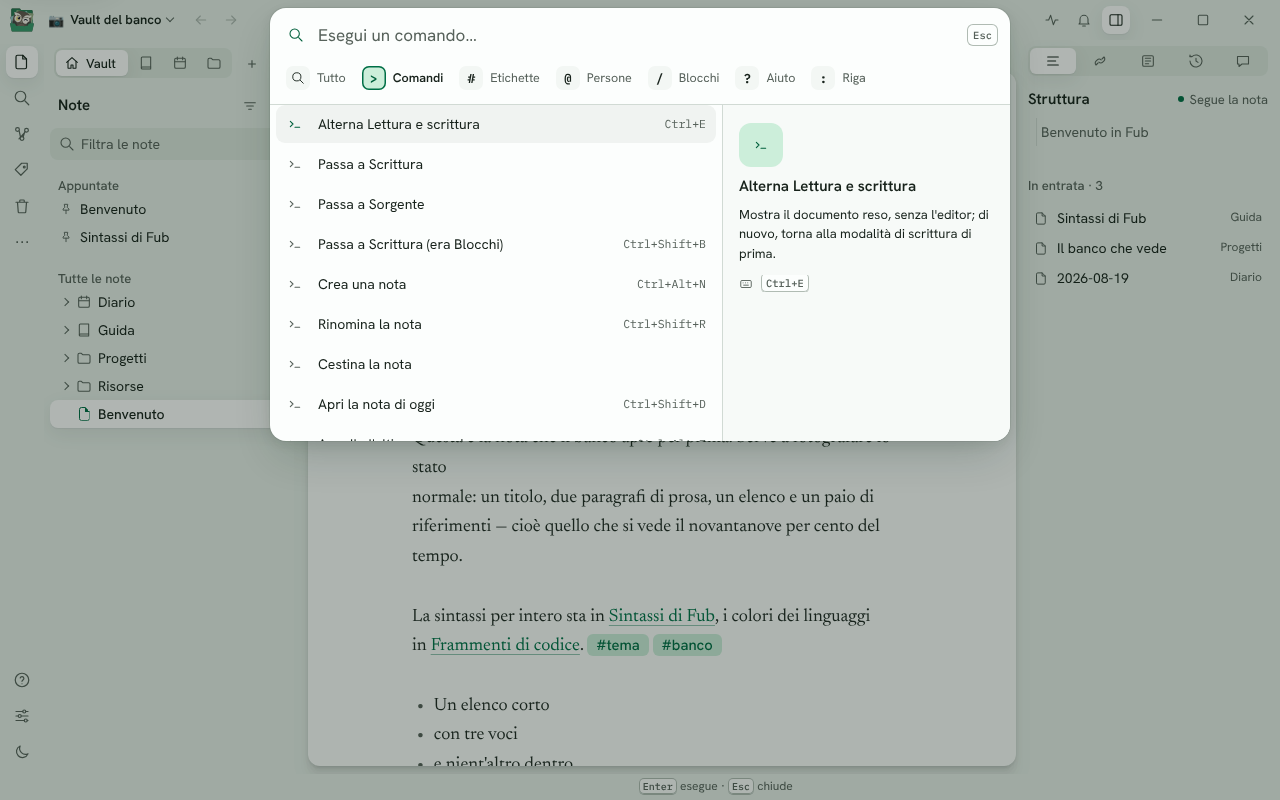 Vault del banco
Esegui un comando…
Esc
Tutto
> Comandi
# Etichette
@ Persone
/ Blocchi
? Aiuto
: Riga
Vault
Note
Filtra le note
Appuntate
Benvenuto
Sintassi di Fub
Tutte le note
Diario
Guida
Progetti
Risorse
Benvenuto
Alterna Lettura e scrittura Ctrl+E
Passa a Scrittura
Passa a Sorgente
Passa a Scrittura (era Blocchi) Ctrl+Shift+B
Crea una nota Ctrl+Alt+N
Rinomina la nota Ctrl+Shift+R
Cestina la nota
Apri la nota di oggi Ctrl+Shift+D
Alterna Lettura e scrittura
Mostra il documento reso, senza l'editor; di
nuovo, torna alla modalità di scrittura di
prima.
Ctrl+E
Struttura
Segue la nota
Benvenuto in Fub
In entrata · 3
Sintassi di Fub Guida
Il banco che vede Progetti
2026-08-19 Diario
stato
normale: un titolo, due paragrafi di prosa, un elenco e un paio di
riferimenti — cioè quello che si vede il novantanove per cento del
tempo.
La sintassi per intero sta in Sintassi di Fub, i colori dei linguaggi
in Frammenti di codice. #tema #banco
• Un elenco corto
• con tre voci
• e nient'altro dentro
Enter esegue · Esc chiude